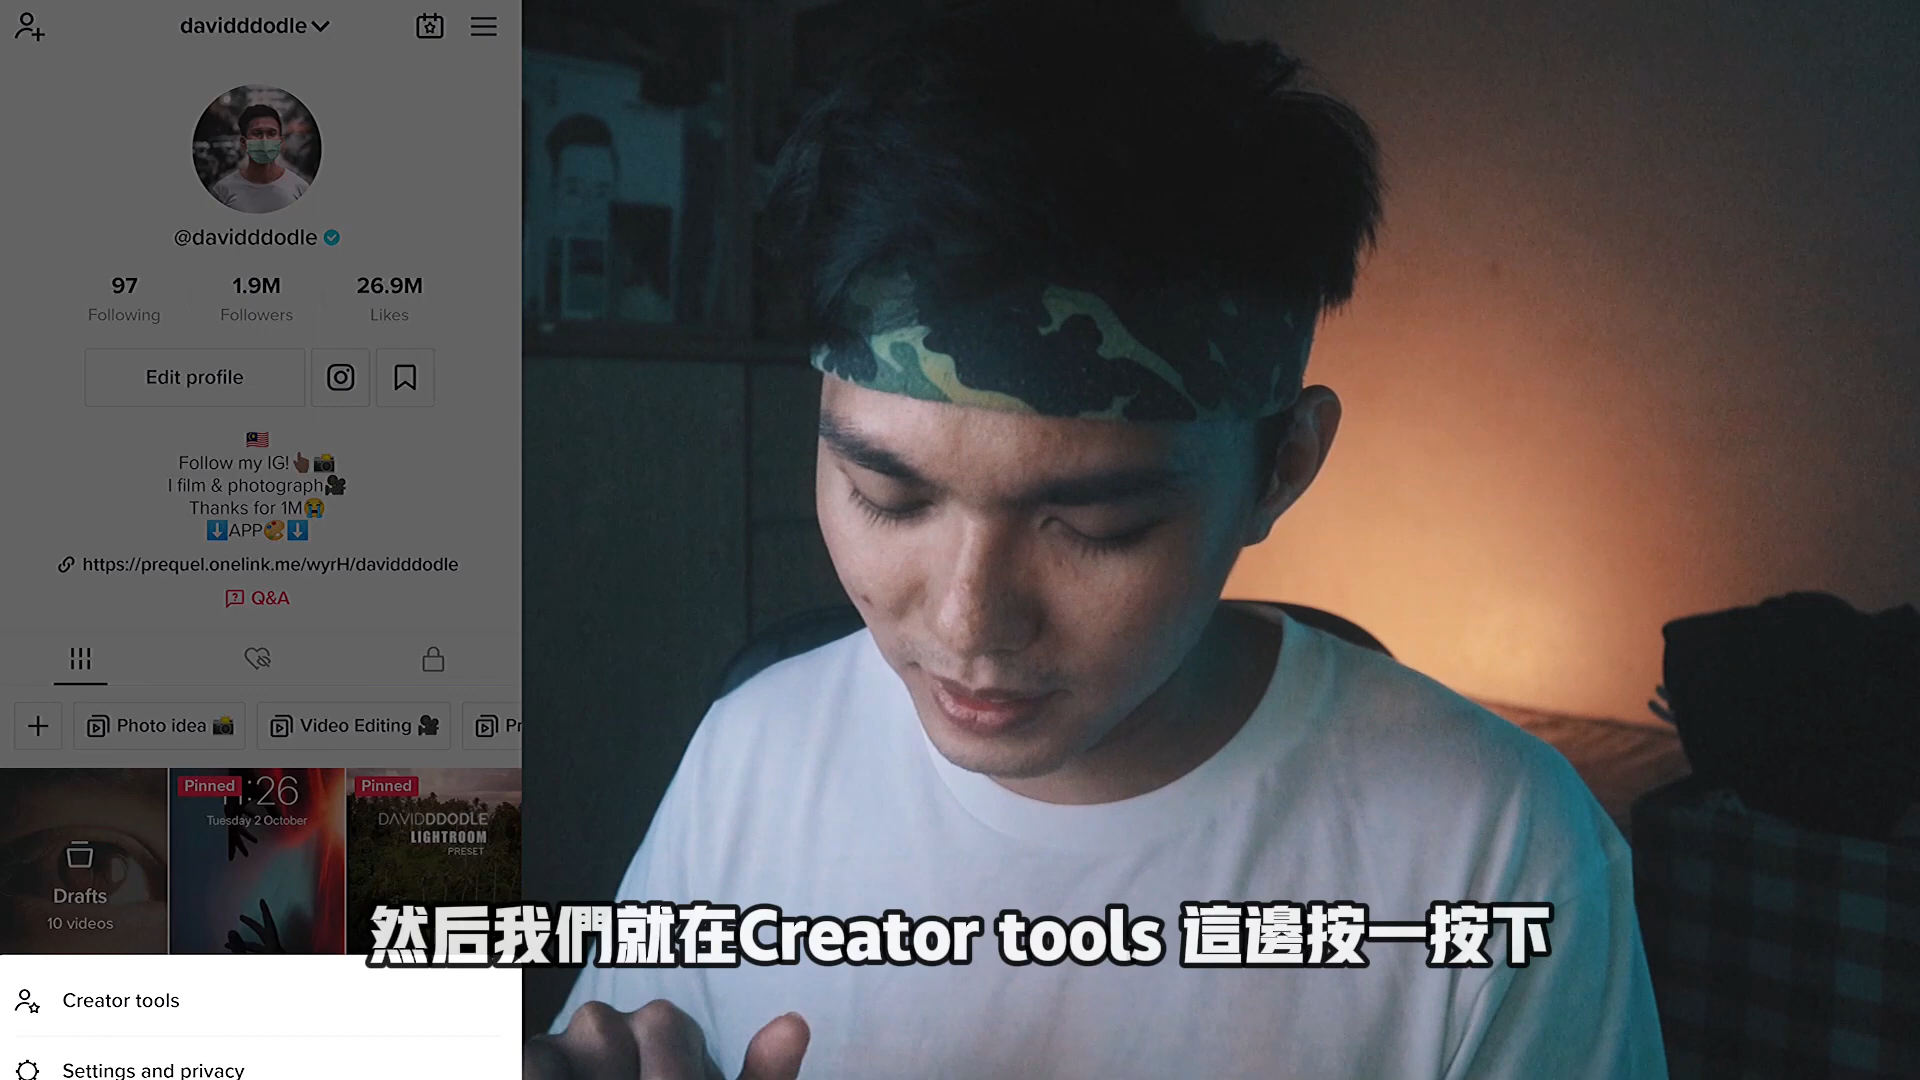 davidddodle
@davidddodle
97
Following
1.9M
Followers
26.9M
Likes
Edit profile
Follow my IG!👆🏾📸
I film & photograph🎥
Thanks for 1M😭
⬇️APP🎨⬇️
https://prequel.onelink.me/wyrH/davidddodle
Q&A
Photo idea 📸
Video Editing 🎥
Drafts
10 videos
Pinned
:26
Tuesday 2 October
Pinned
DAVIDDDODLE
LIGHTROOM
PRESET
然后我們就在Creator tools 這邊按一按下
Creator tools
Settings and privacy